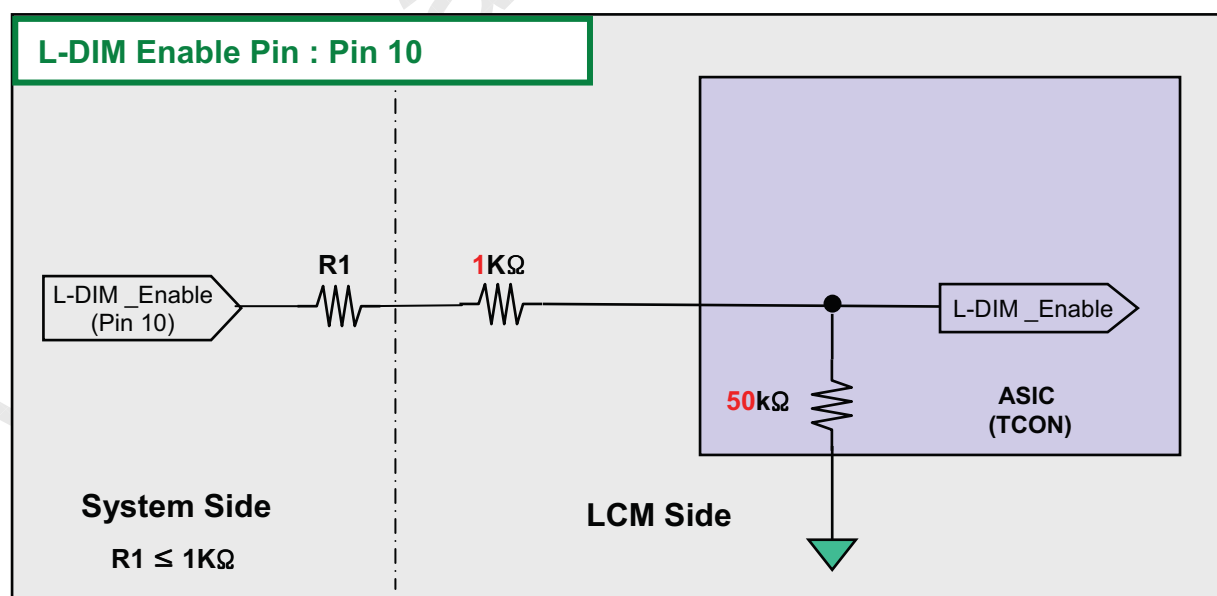 L-DIM Enable Pin : Pin 10
R1
1KΩ
L-DIM _Enable
(Pin 10)
L-DIM _Enable
50kΩ
ASIC
(TCON)
System Side
LCM Side
R1 ≤ 1KΩ